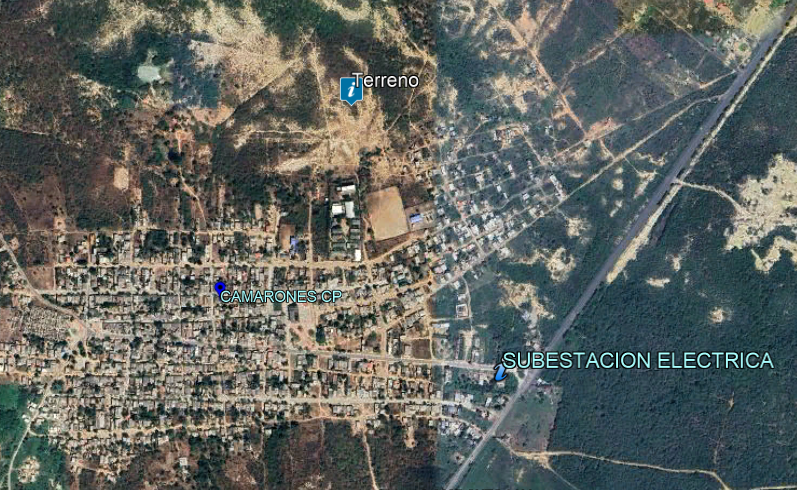 Terreno
CAMARONES CP
SUBESTACION ELECTRICA